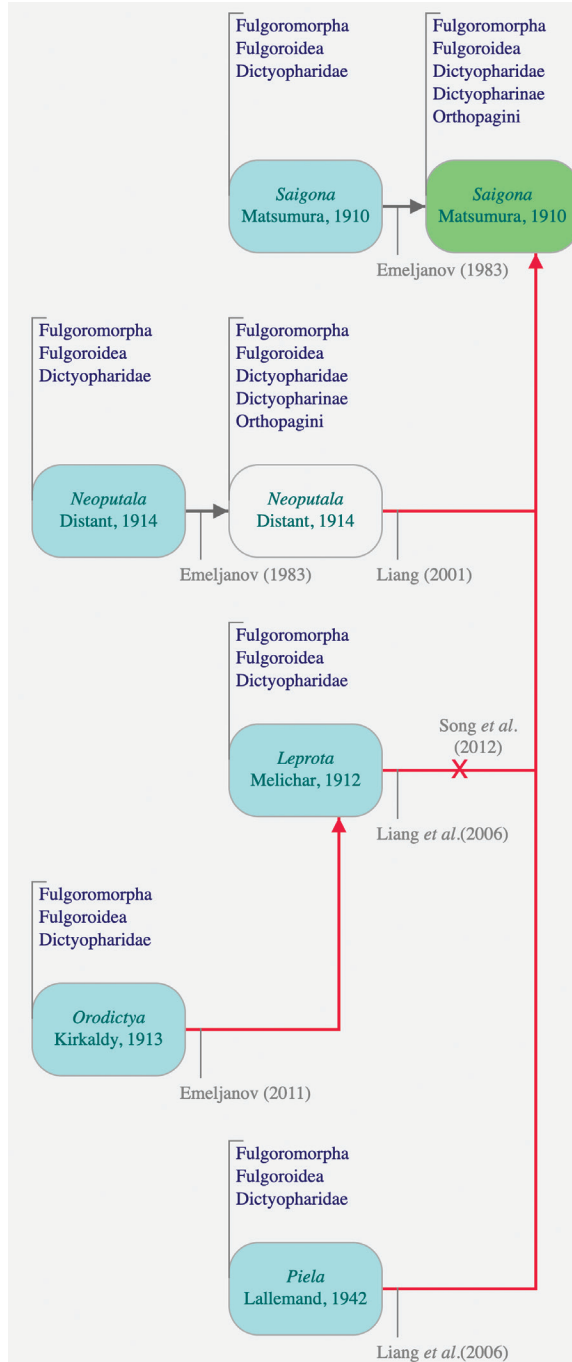 Fulgoromorpha
Fulgoroidea
Dictyopharidae
Fulgoromorpha
Fulgoroidea
Dictyopharidae
Dictyopharinae
Orthopagini
Saigona
Matsumura, 1910
Saigona
Matsumura, 1910
Emeljanov (1983)
Fulgoromorpha
Fulgoroidea
Dictyopharidae
Fulgoromorpha
Fulgoroidea
Dictyopharidae
Dictyopharinae
Orthopagini
Neoputala
Distant, 1914
Neoputala
Distant, 1914
Emeljanov (1983)
Liang (2001)
Fulgoromorpha
Fulgoroidea
Dictyopharidae
Leprota
Melichar, 1912
Song et al.
(2012)
X
Liang et al.(2006)
Fulgoromorpha
Fulgoroidea
Dictyopharidae
Orodictya
Kirkaldy, 1913
Emeljanov (2011)
Fulgoromorpha
Fulgoroidea
Dictyopharidae
Piela
Lallemand, 1942
Liang et al.(2006)